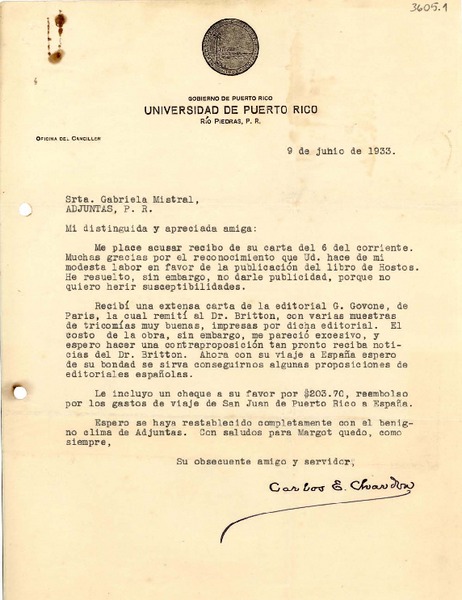 3605.1
GOBIERNO DE PUERTO RICO
UNIVERSIDAD DE PUERTO RICO
RÍO PIEDRAS, P. R.
OFICINA DEL CANCILLER
9 de junio de 1933.
Srta. Gabriela Mistral,
ADJUNTAS, P. R.
Mi distinguida y apreciada amiga:
Me place acusar recibo de su carta del 6 del corriente.
Muchas gracias por el reconocimiento que Ud. hace de mi
modesta labor en favor de la publicación del libro de Hostos.
He resuelto, sin embargo, no darle publicidad, porque no
quiero herir susceptibilidades.
Recibí una extensa carta de la editorial G. Govone, de
Paris, la cual remití al Dr. Britton, con varias muestras
de tricomías muy buenas, impresas por dicha editorial. El
costo de la obra, sin embargo, me pareció excesivo, y
espero hacer una contraproposición tan pronto reciba noti-
cias del Dr. Britton. Ahora con su viaje a España espero
de su bondad se sirva conseguirnos algunas proposiciones de
editoriales españolas.
Le incluyo un cheque a su favor por $203.70, reembolso
por los gastos de viaje de San Juan de Puerto Rico a España.
Espero se haya restablecido completamente con el benig-
no clima de Adjuntas. Con saludos para Margot quedo, como
siempre,
Su obsecuente amigo y servidor,
Carlos E. Chardón